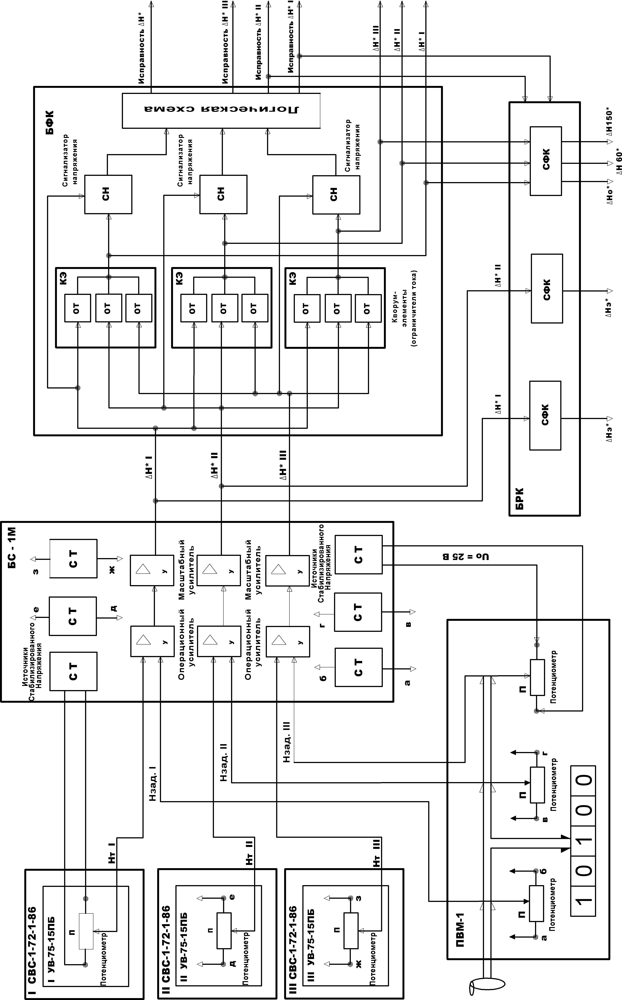 I СВС-1-72-1-86
I УВ-75-15ПБ
П
Потенциометр
Нт I
II СВС-1-72-1-86
II УВ-75-15ПБ
П
д
е
Потенциометр
Нт II
III СВС-1-72-1-86
III УВ-75-15ПБ
П
ж
з
Потенциометр
Нт III
Нзад. I
Нзад. II
Нзад. III
ПВМ-1
П
а
б
Потенциометр
П
в
г
Потенциометр
П
Потенциометр
1 0 1 0 0
БС - 1М
Источники
Стабилизированного
Напряжения
С Т
С Т
е
д
С Т
з
ж
У
У
Операционный
усилитель
Масштабный
усилитель
У
У
Операционный
усилитель
Масштабный
усилитель
У
У
Источники
Стабилизированного
Напряжения
С Т
б
а
С Т
г
в
С Т
Uо = 25 В
ΔН* I
ΔН* II
ΔН* III
БФК
КЭ
ОТ
ОТ
ОТ
КЭ
ОТ
ОТ
ОТ
КЭ
ОТ
ОТ
ОТ
Кворум-
элементы
(ограничители тока)
СН
Сигнализатор
напряжения
СН
Сигнализатор
напряжения
СН
Сигнализатор
напряжения
Логическая схема
Исправность ΔН*
Исправность ΔН* III
Исправность ΔН* II
Исправность ΔН* I
ΔН* III
ΔН* II
ΔН* I
БРК
ΔН* I
СФК
ΔНэ*
ΔН* II
СФК
ΔНэ*
СФК
ΔНо*
ΔН 60*
ΔН150*